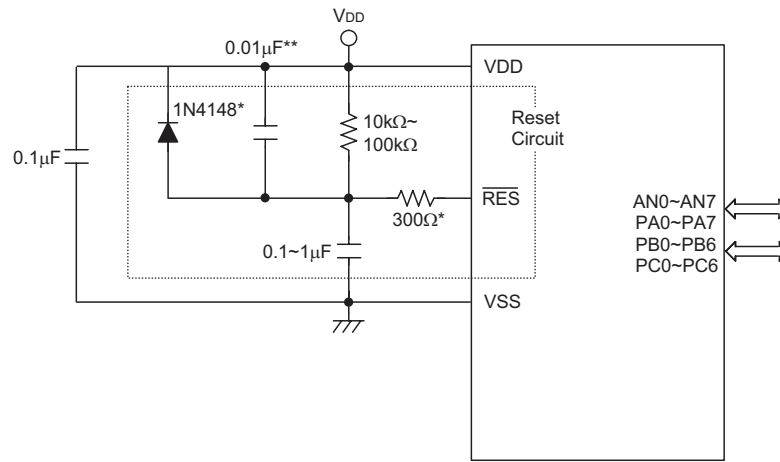 VDD
0.01μF**
VDD
1N4148*
10kΩ~
100kΩ
Reset
Circuit
0.1μF
300Ω*
RES
0.1~1μF
VSS
AN0~AN7
PA0~PA7
PB0~PB6
PC0~PC6